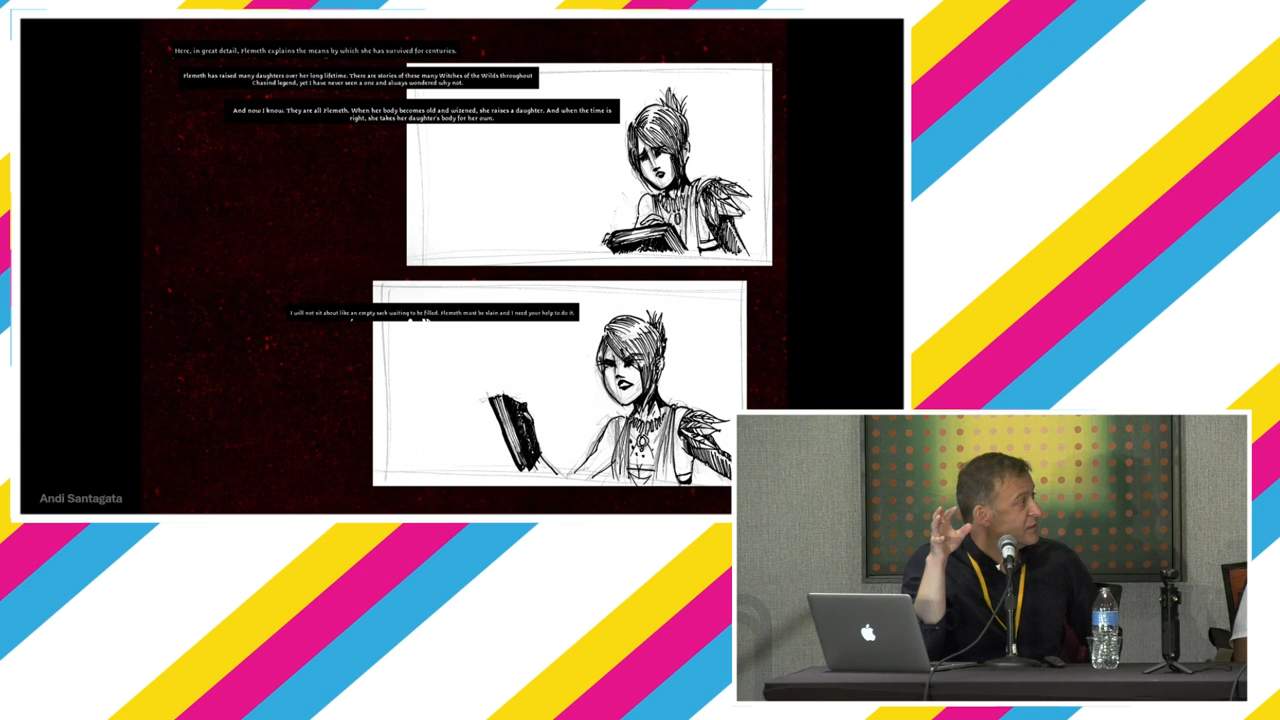 Here, in great detail, Flemeth explains the means by which she has survived for centuries.
Flemeth has raised many daughters over her long lifetime. There are stories of these many Witches of the Wilds throughout
Chasind legend, yet I have never seen a one and always wondered why not.
And now I know. They are all Flemeth. When her body becomes old and wizened, she raises a daughter. And when the time is
right, she takes her daughter's body for her own.
I will not sit about like an empty sack waiting to be filled. Flemeth must be slain and I need your help to do it.
Andi Santagata